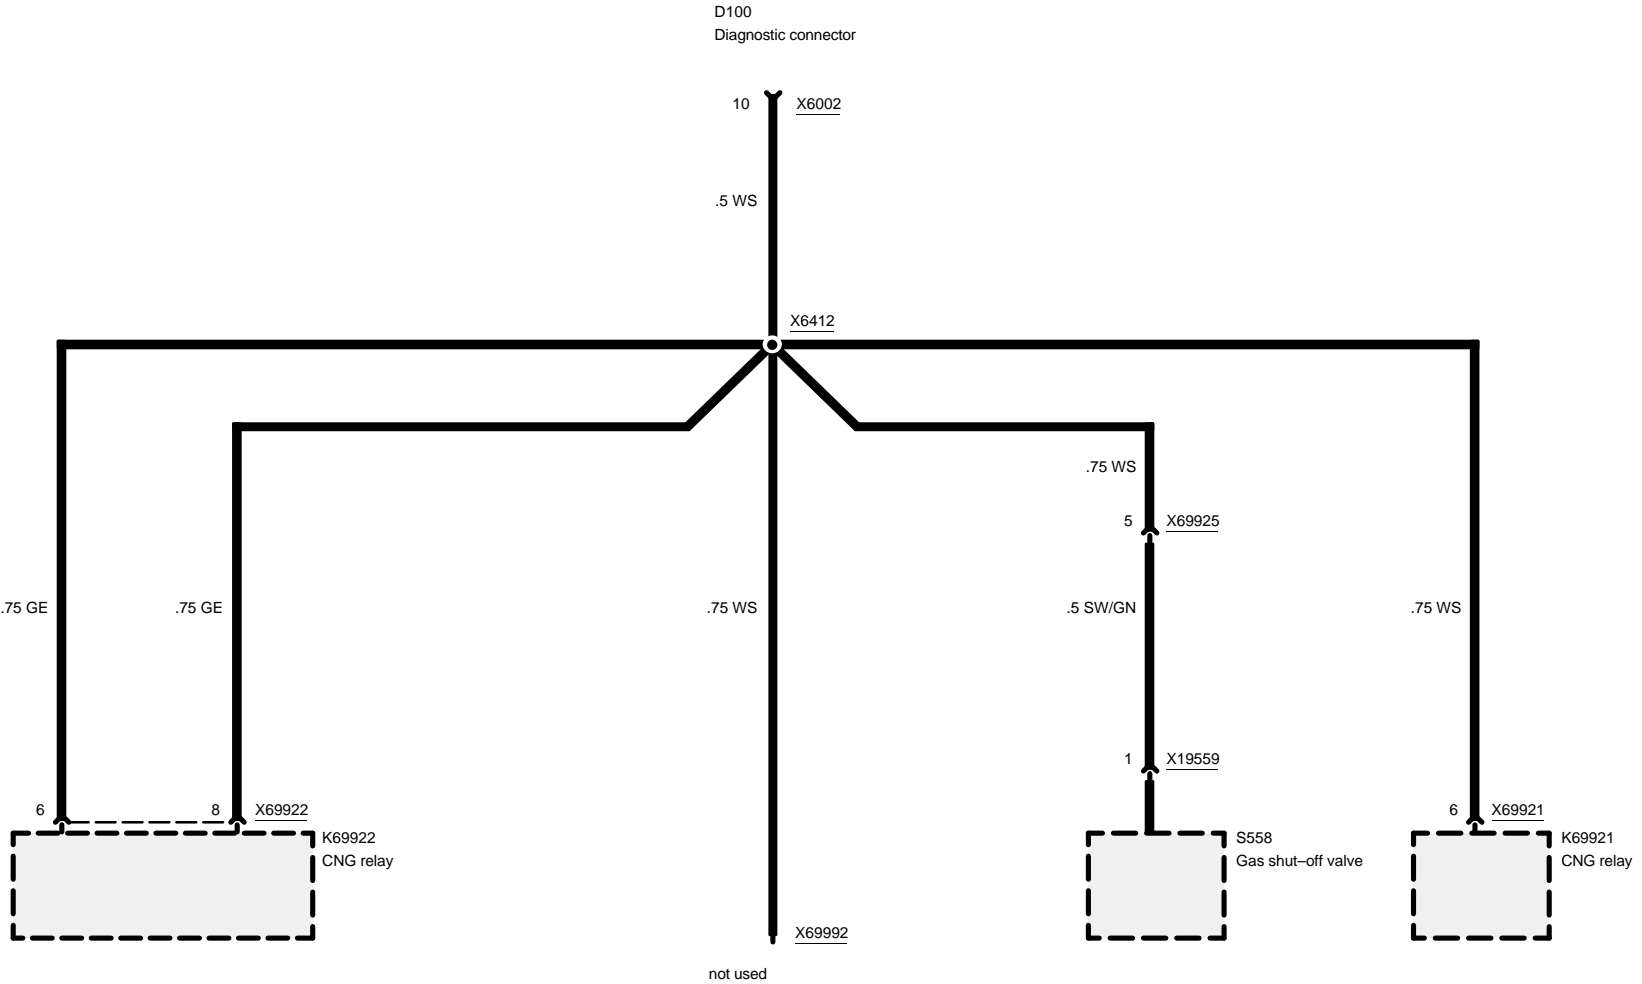 D100
Diagnostic connector
10
X6002
.5 WS
X6412
.75 WS
5
X69925
.75 GE
.75 GE
.75 WS
.5 SW/GN
.75 WS
1
X19559
6
8
X69922
6
X69921
K69922
CNG relay
S558
Gas shut–off valve
K69921
CNG relay
X69992
not used